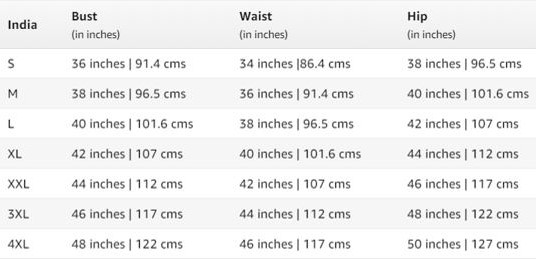 India Bust Waist Hip
(in inches) (in inches) (in inches)
S 36 inches | 91.4 cms 34 inches |86.4 cms 38 inches | 96.5 cms
M 38 inches | 96.5 cms 36 inches | 91.4 cms 40 inches | 101.6 cms
L 40 inches | 101.6 cms 38 inches | 96.5 cms 42 inches | 107 cms
XL 42 inches | 107 cms 40 inches | 101.6 cms 44 inches | 112 cms
XXL 44 inches | 112 cms 42 inches | 107 cms 46 inches | 117 cms
3XL 46 inches | 117 cms 44 inches | 112 cms 48 inches | 122 cms
4XL 48 inches | 122 cms 46 inches | 117 cms 50 inches | 127 cms